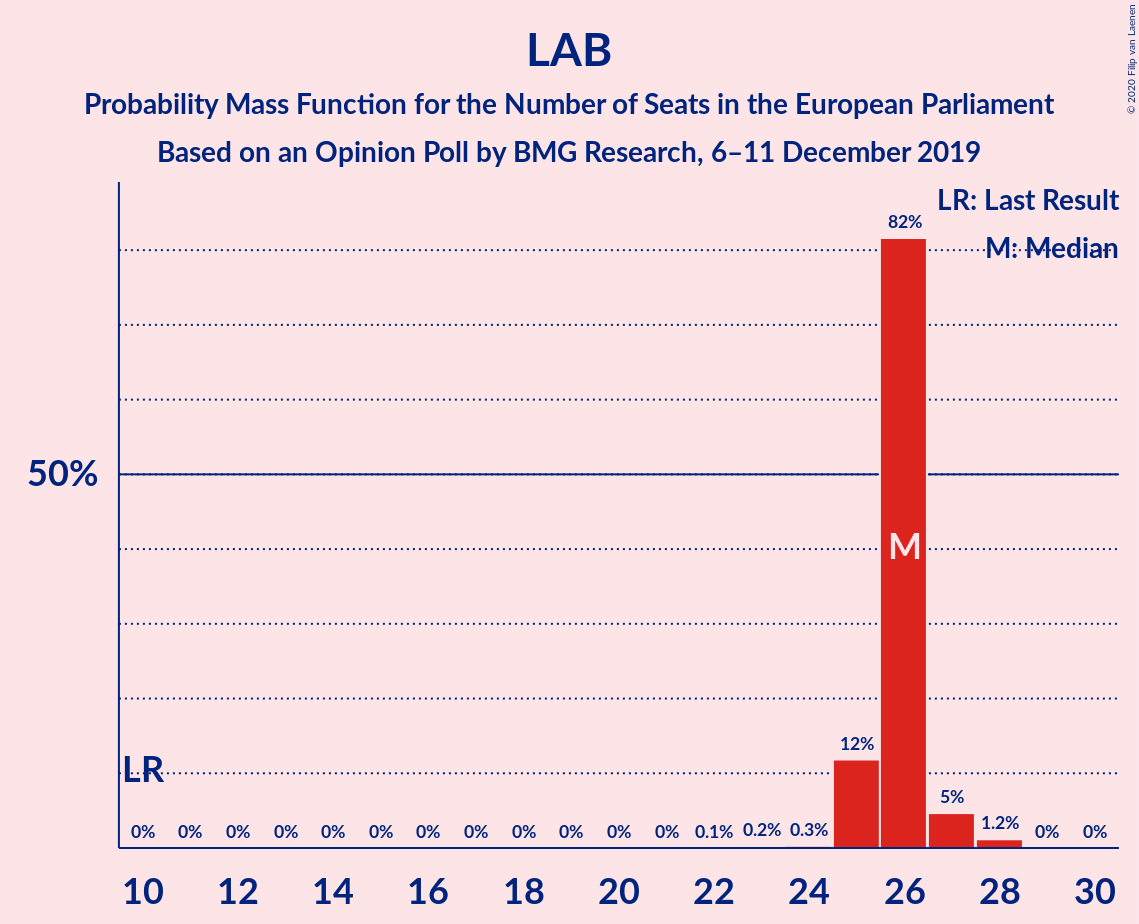 LAB
Probability Mass Function for the Number of Seats in the European Parliament
Based on an Opinion Poll by BMG Research, 6–11 December 2019
© 2020 Filip van Laenen
LR: Last Result
M: Median
82%
50%
M
12%
LR
5%
0% 0% 0% 0% 0% 0% 0% 0% 0% 0% 0% 0% 0.1% 0.2% 0.3% 1.2% 0% 0%
10 12 14 16 18 20 22 24 26 28 30